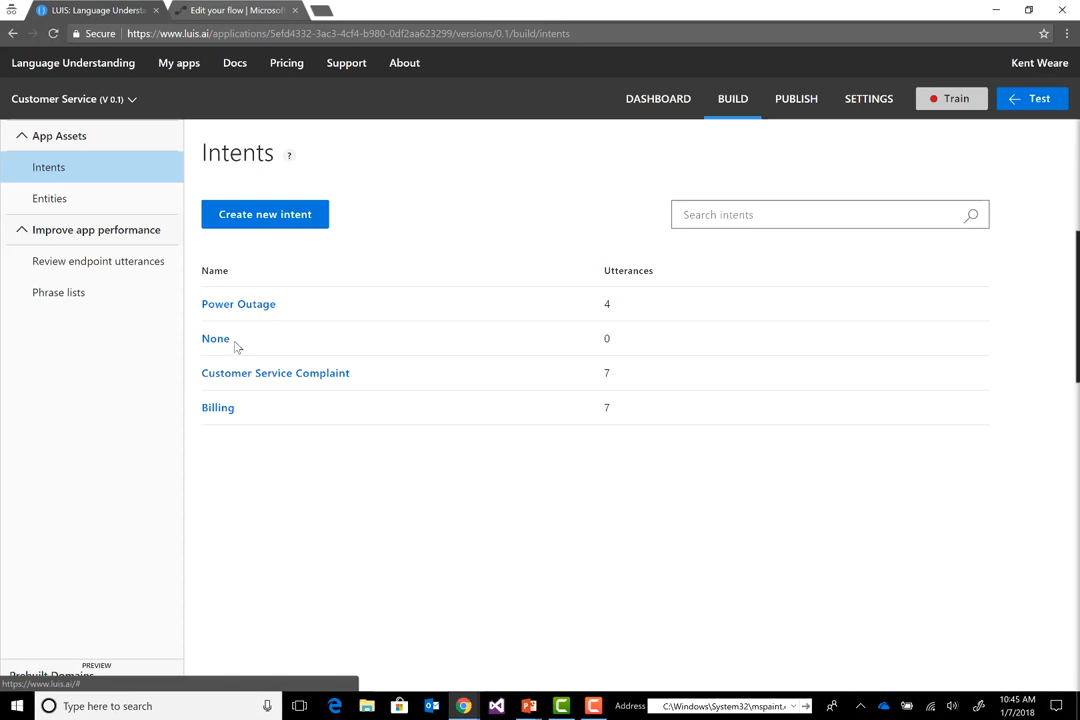 LUIS: Language Understa
Edit your flow | Microsof
Secure
https://www.luis.ai/applications/5efd4332-3ac3-4cf4-b980-0df2aa623299/versions/0.1/build/intents
Language Understanding
My apps
Docs
Pricing
Support
About
Kent Weare
Customer Service (V 0.1)
DASHBOARD
BUILD
PUBLISH
SETTINGS
Train
Test
App Assets
Intents
Entities
Improve app performance
Review endpoint utterances
Phrase lists
Intents ?
Create new intent
Search intents
Name Utterances
Power Outage 4
None 0
Customer Service Complaint 7
Billing 7
PREVIEW
Prebuilt Domains
https://www.luis.ai/#
Type here to search
Address
C:\Windows\System32\mspaint.e
10:45 AM
1/7/2018